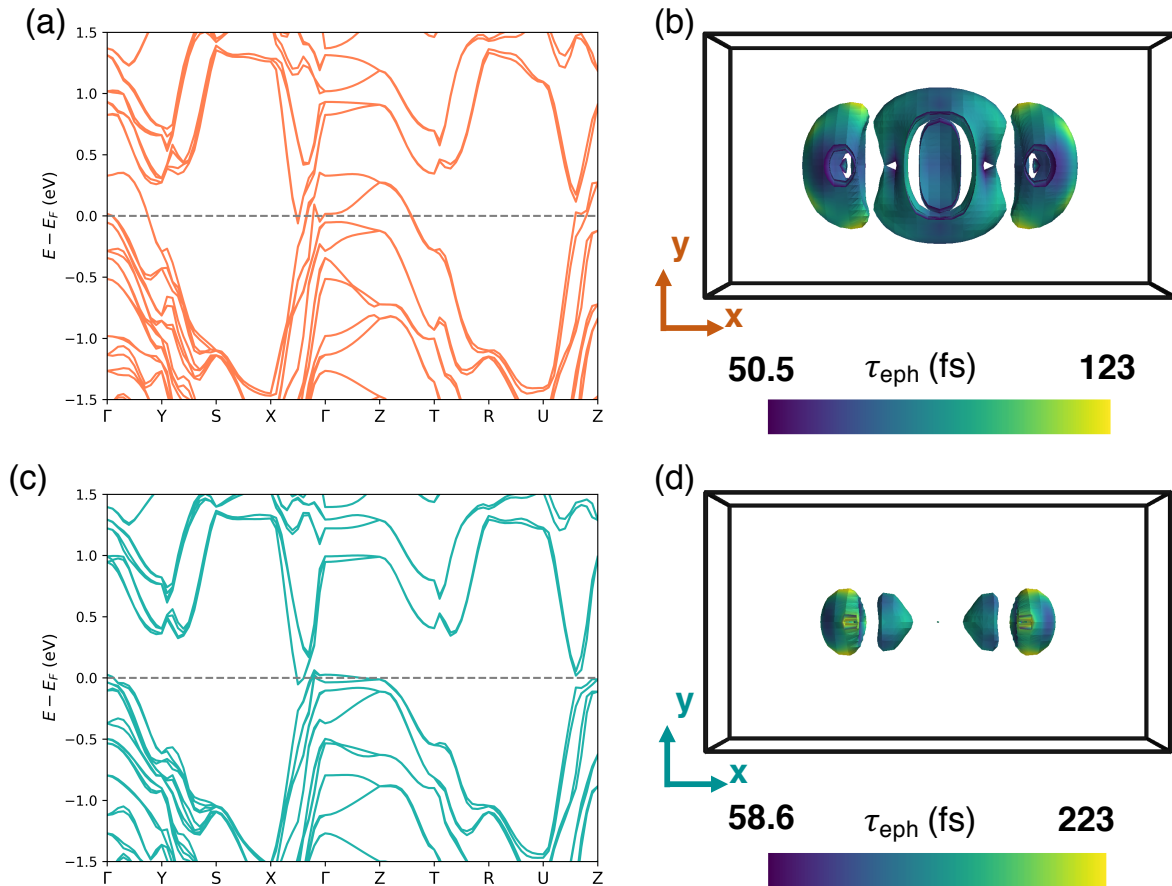 (a)
1.5
1.0
0.5
0.0
−0.5
−1.0
−1.5
E − E_F (eV)
Γ Y S X Γ Z T R U Z
(b)
y
x
50.5 τ_eph (fs) 123
(c)
1.5
1.0
0.5
0.0
−0.5
−1.0
−1.5
E − E_F (eV)
Γ Y S X Γ Z T R U Z
(d)
y
x
58.6 τ_eph (fs) 223